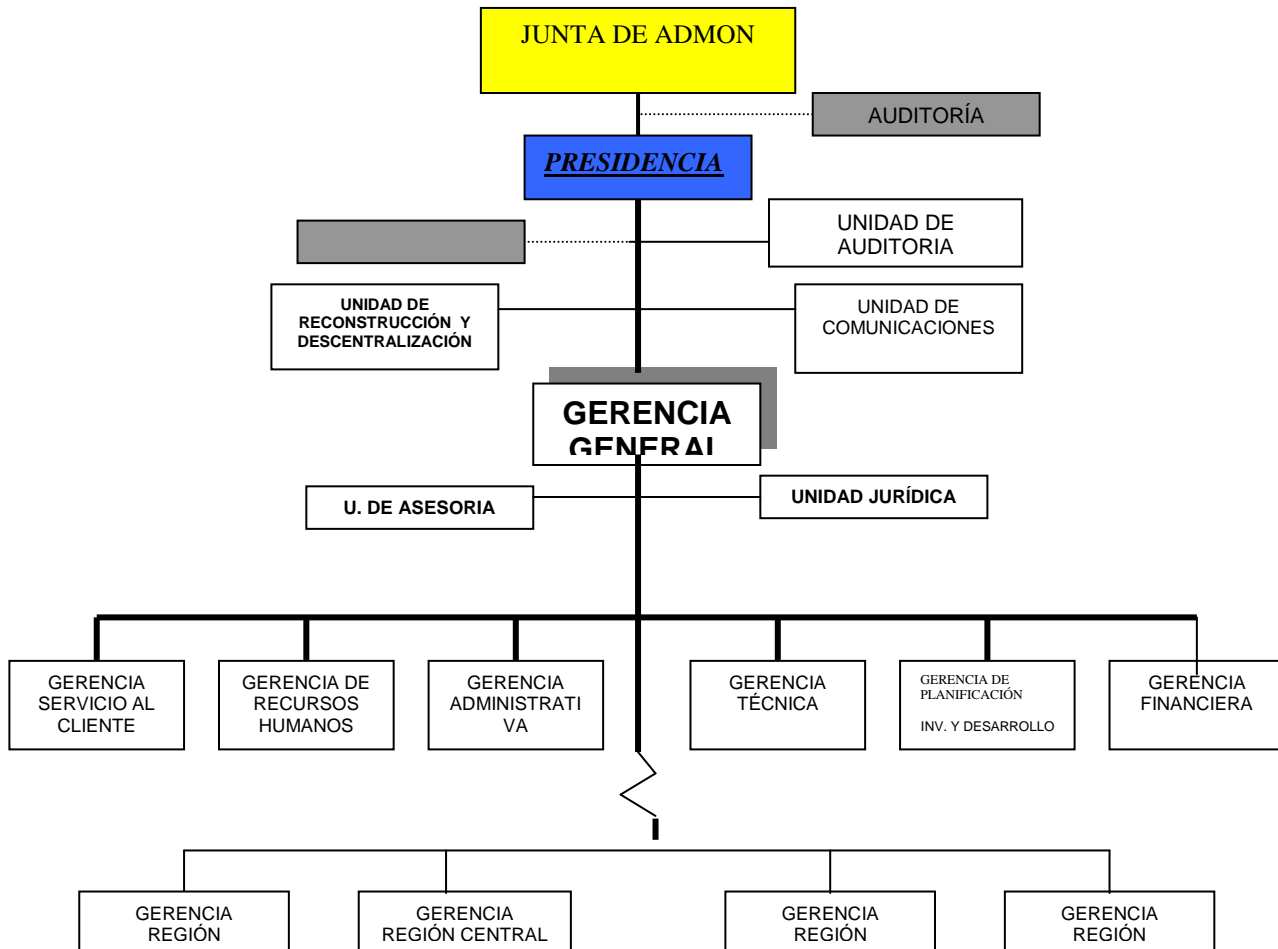 JUNTA DE ADMON
AUDITORÍA
PRESIDENCIA
UNIDAD DE
AUDITORIA
UNIDAD DE
RECONSTRUCCIÓN Y
DESCENTRALIZACIÓN
UNIDAD DE
COMUNICACIONES
GERENCIA
GENERAL
U. DE ASESORIA
UNIDAD JURÍDICA
GERENCIA
SERVICIO AL
CLIENTE
GERENCIA DE
RECURSOS
HUMANOS
GERENCIA
ADMINISTRATI
VA
GERENCIA
TÉCNICA
GERENCIA DE
PLANIFICACIÓN
INV. Y DESARROLLO
GERENCIA
FINANCIERA
GERENCIA
REGIÓN
GERENCIA
REGIÓN CENTRAL
GERENCIA
REGIÓN
GERENCIA
REGIÓN